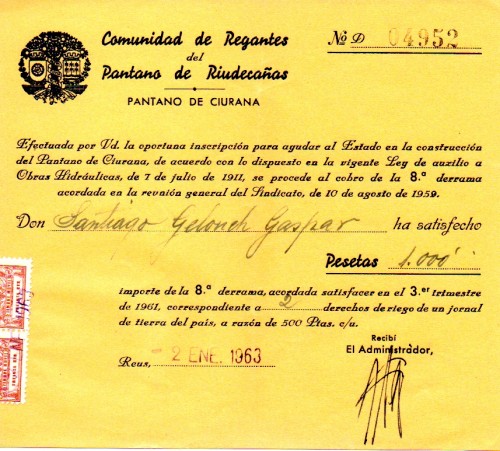 Comunidad de Regantes
del
Pantano de Riudecañas
PANTANO DE CIURANA
№ D 04952
Efectuada por Vd. la oportuna inscripción para ayudar al Estado en la construcción
del Pantano de Ciurana, de acuerdo con lo dispuesto en la vigente Ley de auxilio a
Obras Hidráulicas, de 7 de julio de 1911, se procede al cobro de la 8.ª derrama
acordada en la reunión general del Sindicato, de 10 de agosto de 1959.
Don Santiago Gelonch Gaspar ha satisfecho
Pesetas 1.000
importe de la 8.ª derrama, acordada satisfacer en el 3.er trimestre
de 1961, correspondiente a 2 derechos de riego de un jornal
de tierra del país, a razón de 500 Ptas. c/u.
Reus, - 2 ENE. 1963
Recibí
El Administrador,